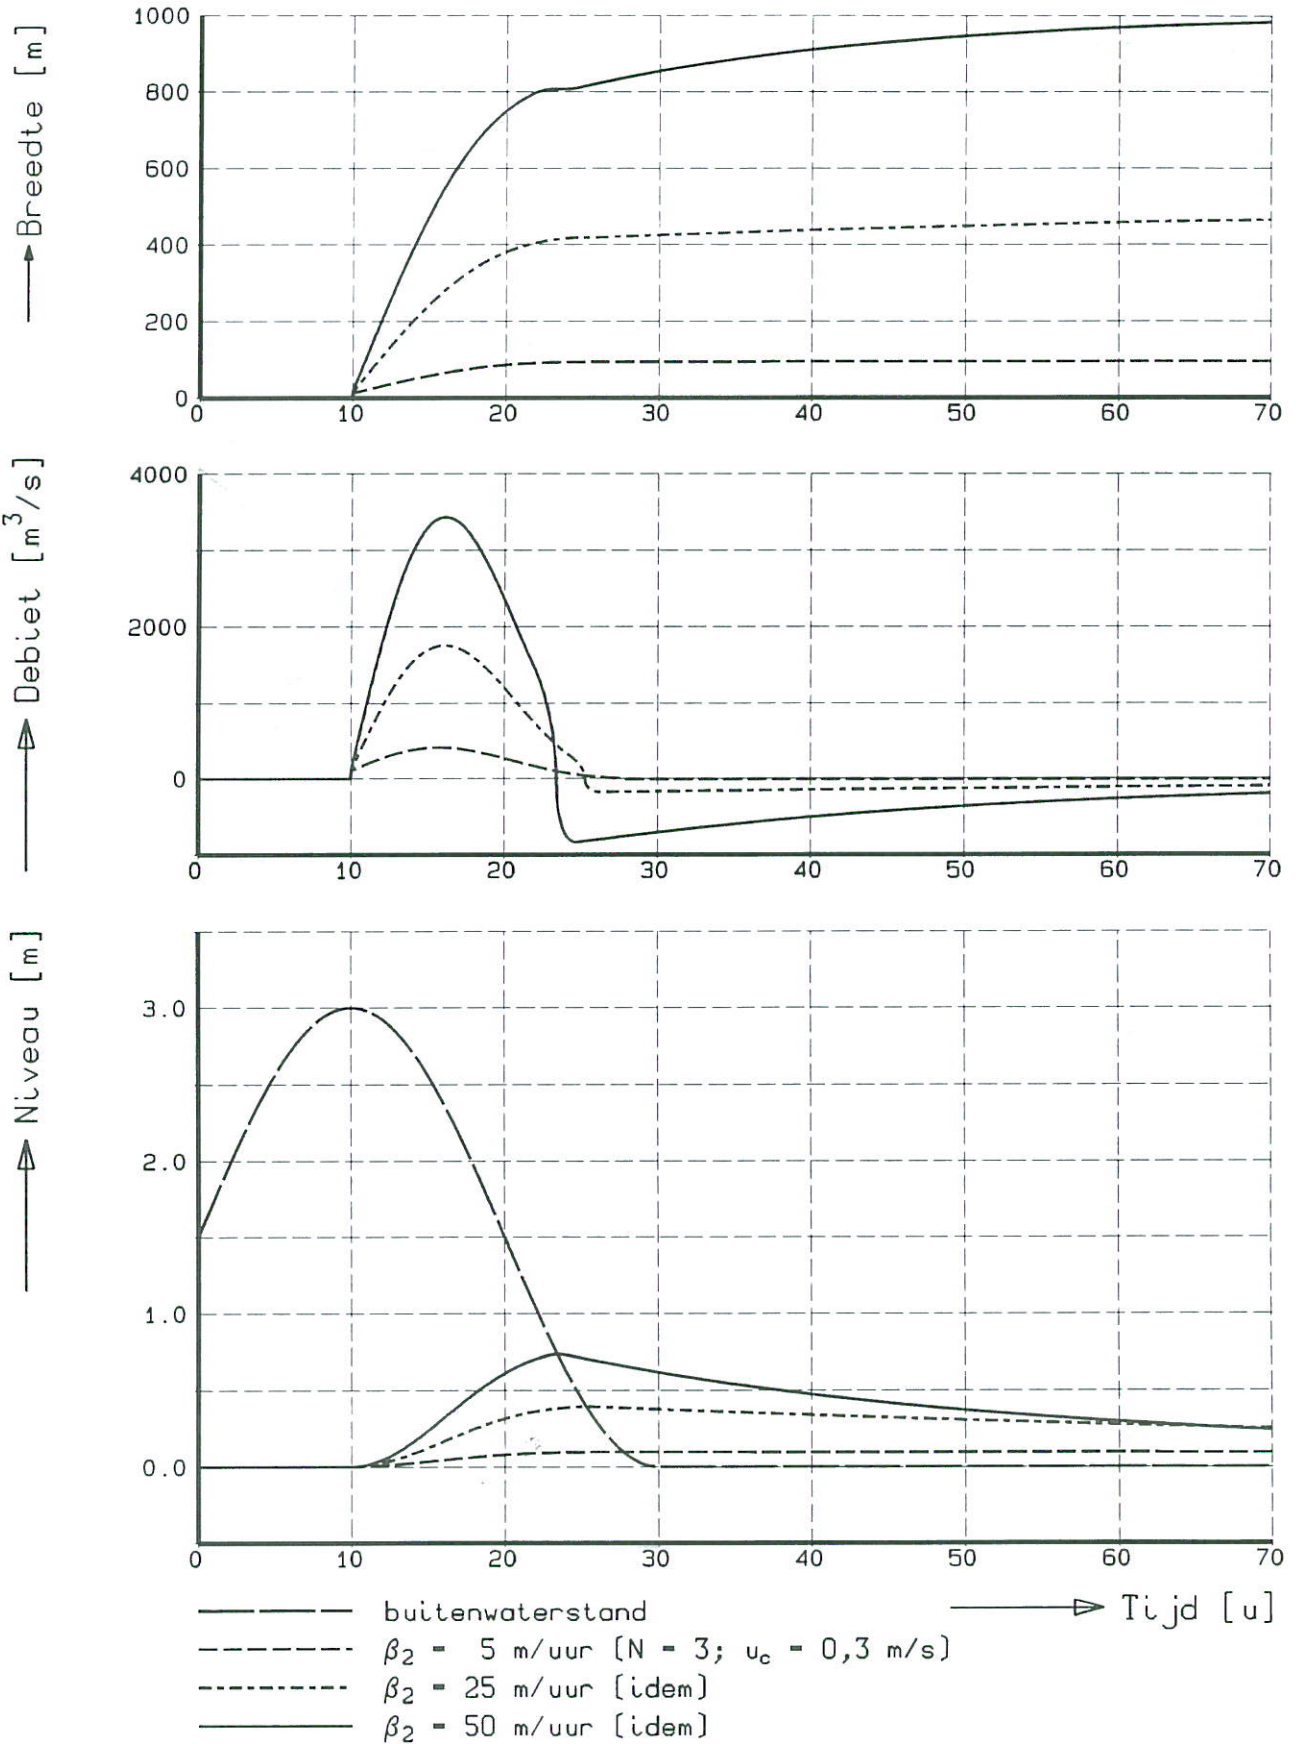 Breedte [m]
1000
800
600
400
200
0
0 10 20 30 40 50 60 70
Debiet [m³/s]
4000
2000
0
0 10 20 30 40 50 60 70
Niveau [m]
3.0
2.0
1.0
0.0
0 10 20 30 40 50 60 70
Tijd [u]
buitenwaterstand
β₂ = 5 m/uur [N = 3; u꜀ = 0,3 m/s]
β₂ = 25 m/uur [idem]
β₂ = 50 m/uur [idem]